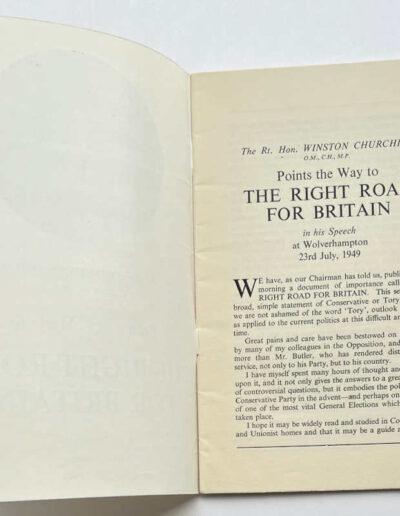 The Rt. Hon. WINSTON CHURCHI
O.M., C.H., M.P.
Points the Way to
THE RIGHT ROA
FOR BRITAIN
in his Speech
at Wolverhampton
23rd July, 1949
WE have, as our Chairman has told us, publi
morning a document of importance calle
RIGHT ROAD FOR BRITAIN. This se
broad, simple statement of Conservative or Tory
we are not ashamed of the word 'Tory', outlook
as applied to the current politics at this difficult an
time.
Great pains and care have been bestowed on
by many of my colleagues in the Opposition, and
more than Mr. Butler, who has rendered dist
service, not only to his Party, but to his country.
I have myself spent many hours of thought an
upon it, and it not only gives the answers to a grea
of controversial questions, but it embodies the pol
Conservative Party in the advent—and perhaps on
of one of the most vital General Elections which
taken place.
I hope it may be widely read and studied in Co
and Unionist homes and that it may be a guide a